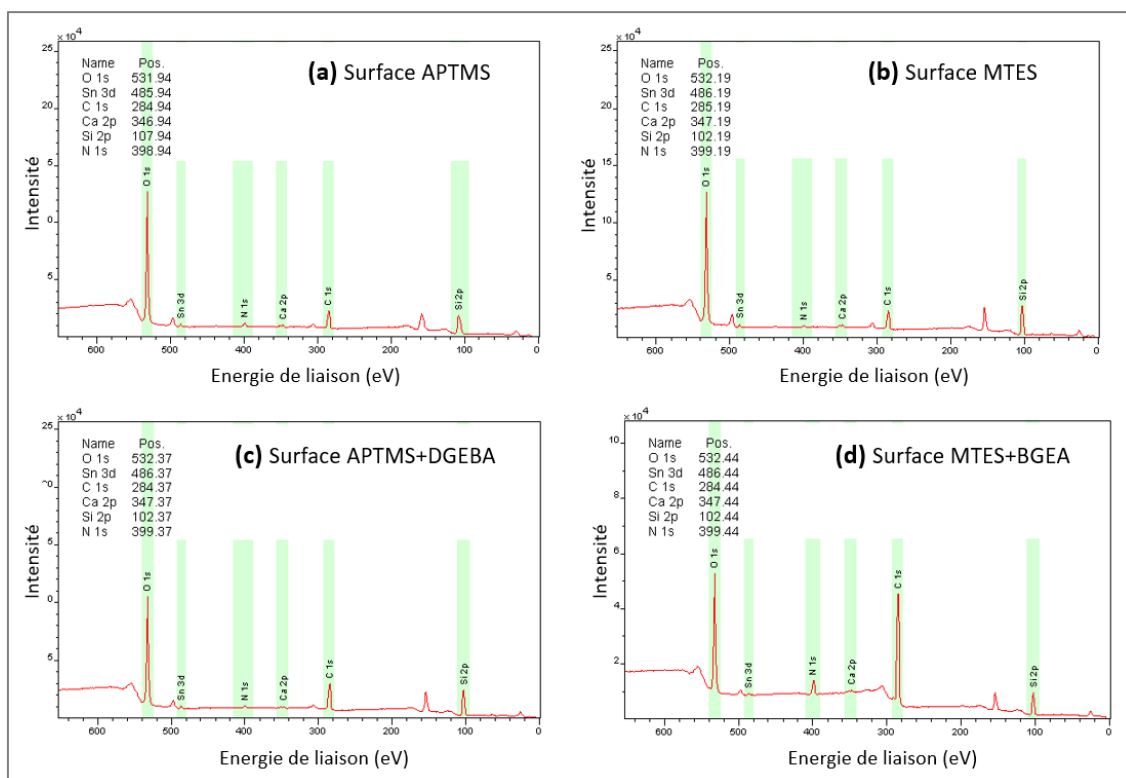 (a) Surface APTMS
×10⁴
Name Pos.
O 1s 531.94
Sn 3d 485.94
C 1s 284.94
Ca 2p 346.94
Si 2p 107.94
N 1s 398.94
25
20
5
0
5
Intensité
O 1s
Sn 3d
N 1s
Ca 2p
C 1s
Si 2p
600 500 400 300 200 100 0
Energie de liaison (eV)
(b) Surface MTES
×10⁴
Name Pos.
O 1s 532.19
Sn 3d 486.19
C 1s 285.19
Ca 2p 347.19
Si 2p 102.19
N 1s 399.19
25
20
15
10
5
Intensité
O 1s
Sn 3d
N 1s
Ca 2p
C 1s
Si 2p
600 500 400 300 200 100 0
Energie de liaison (eV)
(c) Surface APTMS+DGEBA
×10⁴
Name Pos.
O 1s 532.37
Sn 3d 486.37
C 1s 284.37
Ca 2p 347.37
Si 2p 102.37
N 1s 399.37
25
0
5
0
5
Intensité
O 1s
Sn 3d
N 1s
Ca 2p
C 1s
Si 2p
600 500 400 300 200 100 0
Energie de liaison (eV)
(d) Surface MTES+BGEA
×10⁴
Name Pos.
O 1s 532.44
Sn 3d 486.44
C 1s 284.44
Ca 2p 347.44
Si 2p 102.44
N 1s 399.44
10
8
6
4
2
Intensité
O 1s
Sn 3d
N 1s
Ca 2p
C 1s
Si 2p
600 500 400 300 200 100 0
Energie de liaison (eV)